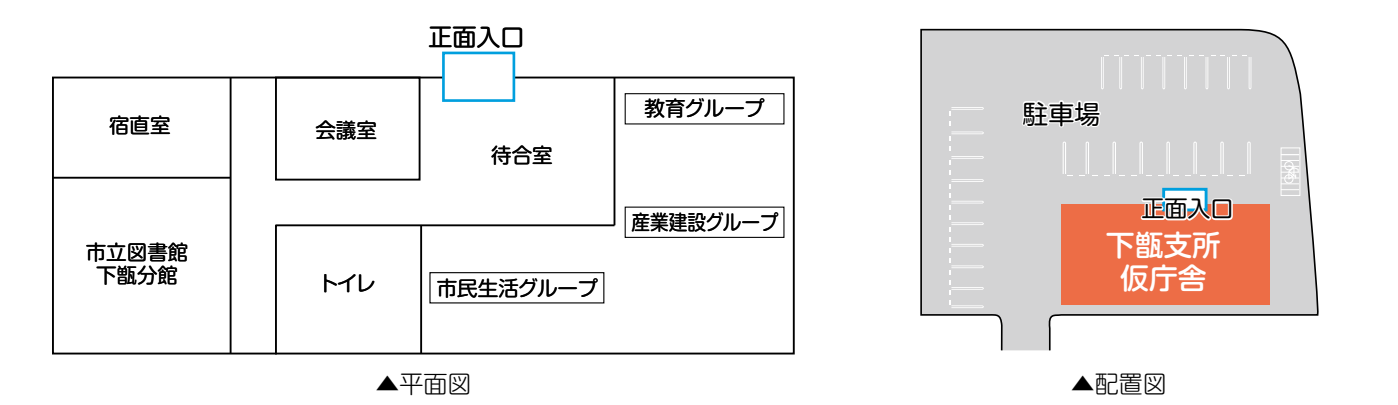 正面入口
宿直室
会議室
待合室
教育グループ
産業建設グループ
市立図書館
下甑分館
トイレ
市民生活グループ
▲平面図
駐車場
正面入口
下甑支所
仮庁舎
▲配置図